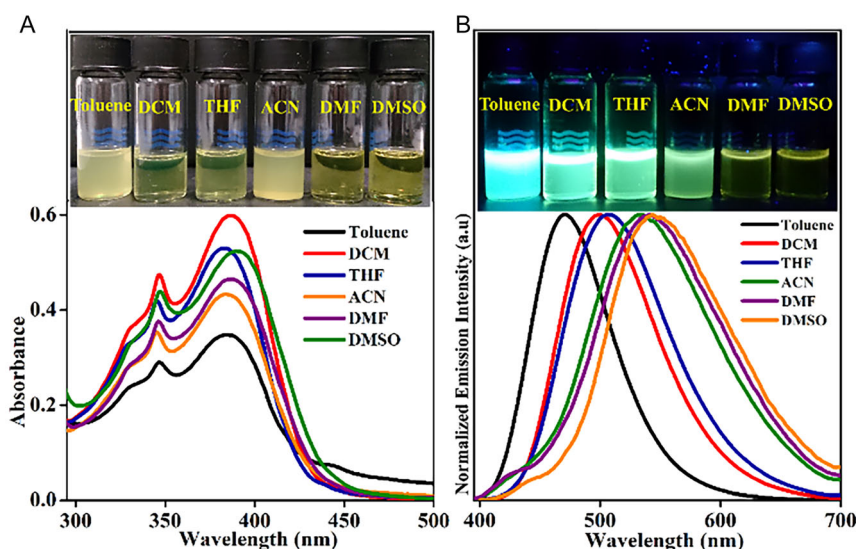 A
Toluene DCM THF ACN DMF DMSO
0.6
0.4
0.2
0.0
Absorbance
Toluene
DCM
THF
ACN
DMF
DMSO
300 350 400 450 500
Wavelength (nm)
B
Toluene DCM THF ACN DMF DMSO
Normalized Emission Intensity (a.u)
Toluene
DCM
THF
ACN
DMF
DMSO
400 500 600 700
Wavelength (nm)